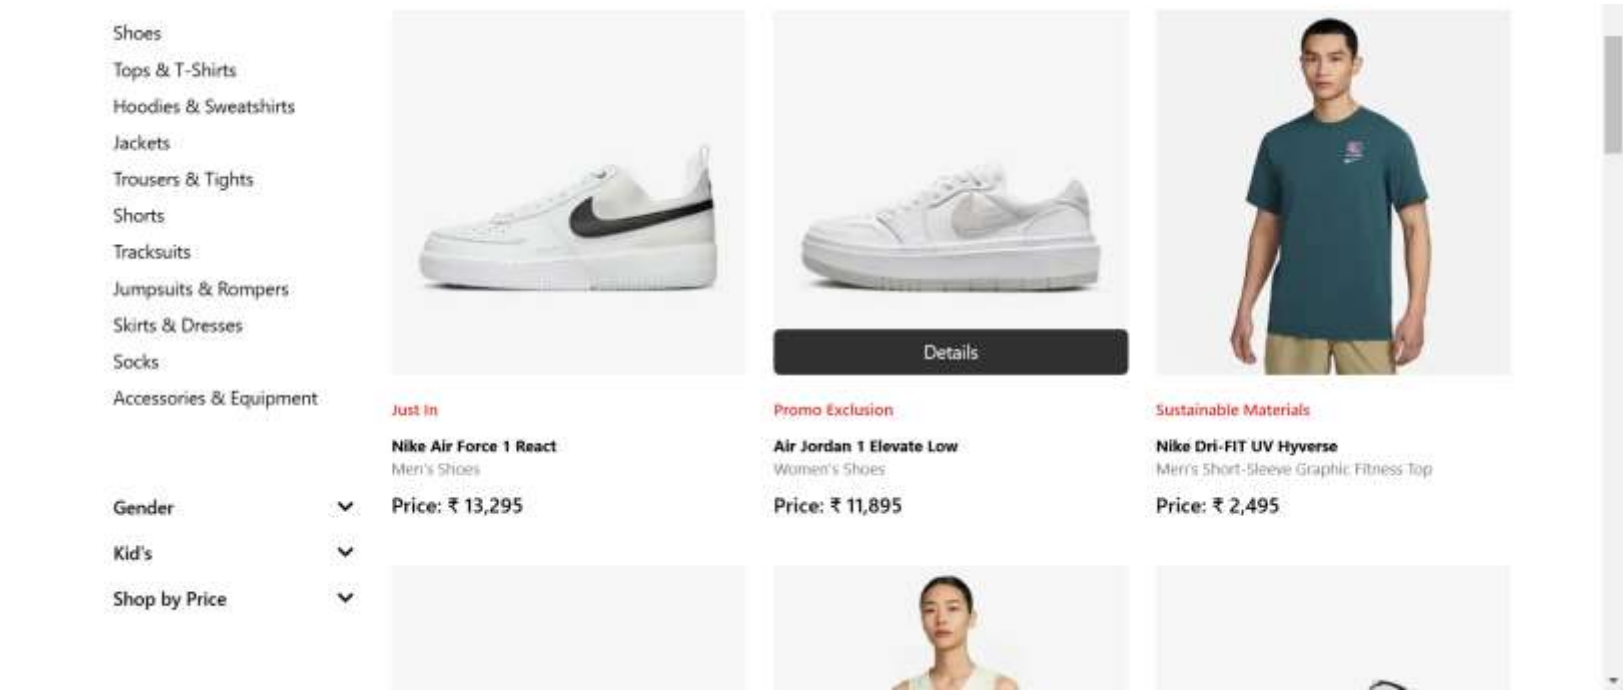 Shoes
Tops & T-Shirts
Hoodies & Sweatshirts
Jackets
Trousers & Tights
Shorts
Tracksuits
Jumpsuits & Rompers
Skirts & Dresses
Socks
Accessories & Equipment
Gender
Kid's
Shop by Price
Just In
Nike Air Force 1 React
Men's Shoes
Price: ₹ 13,295
Details
Promo Exclusion
Air Jordan 1 Elevate Low
Women's Shoes
Price: ₹ 11,895
Sustainable Materials
Nike Dri-FIT UV Hyverse
Men's Short-Sleeve Graphic Fitness Top
Price: ₹ 2,495